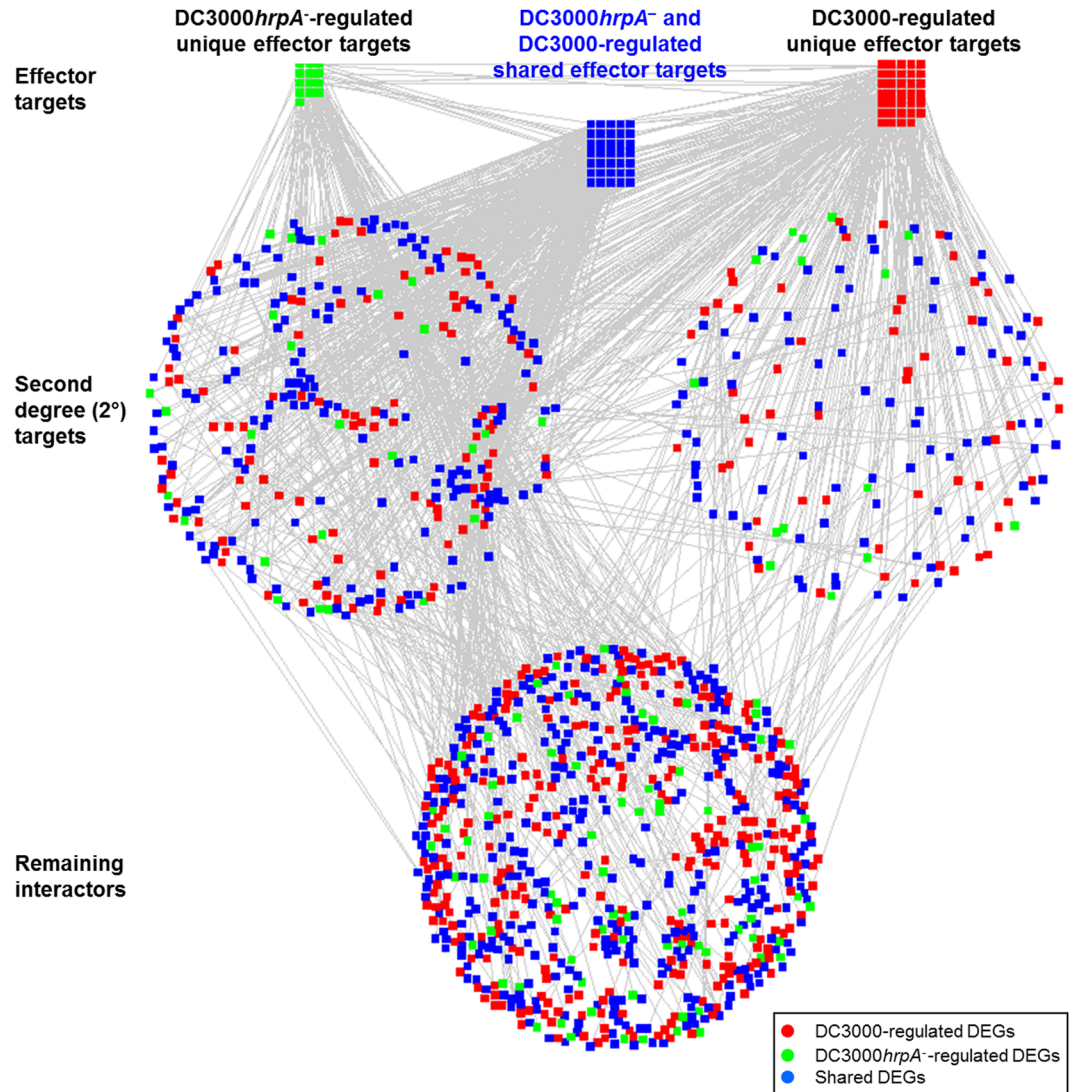 DC3000hrpA⁻-regulated
unique effector targets
DC3000hrpA⁻ and
DC3000-regulated
shared effector targets
DC3000-regulated
unique effector targets
Effector
targets
Second
degree (2°)
targets
Remaining
interactors
DC3000-regulated DEGs
DC3000hrpA⁻-regulated DEGs
Shared DEGs